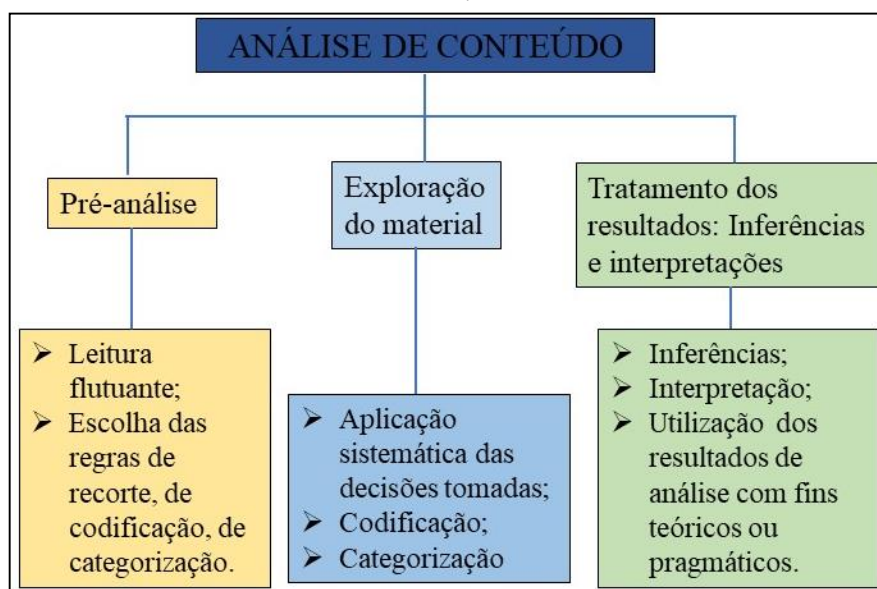 ANÁLISE DE CONTEÚDO
Pré-análise
Exploração
do material
Tratamento dos
resultados: Inferências
e interpretações
➢ Leitura
flutuante;
➢ Escolha das
regras de
recorte, de
codificação, de
categorização.
➢ Aplicação
sistemática das
decisões tomadas;
➢ Codificação;
➢ Categorização
➢ Inferências;
➢ Interpretação;
➢ Utilização dos
resultados de
análise com fins
teóricos ou
pragmáticos.